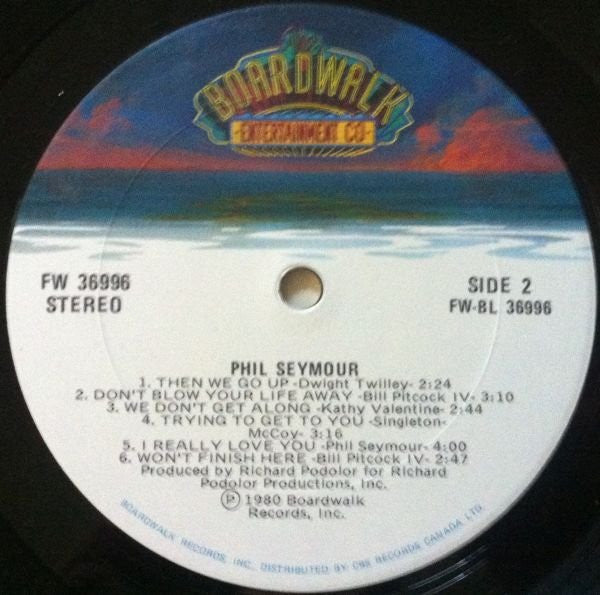 BOARDWALK
ENTERTAINMENT CO
FW 36996
STEREO
SIDE 2
FW-BL 36996
PHIL SEYMOUR
1. THEN WE GO UP -Dwight Twilley- 2:24
2. DON'T BLOW YOUR LIFE AWAY -Bill Pitcock IV- 3:10
3. WE DON'T GET ALONG -Kathy Valentine- 2:44
4. TRYING TO GET TO YOU -Singleton-
McCoy- 3:16
5. I REALLY LOVE YOU -Phil Seymour- 4:00
6. WON'T FINISH HERE -Bill Pitcock IV- 2:47
Produced by Richard Podolor for Richard
Podolor Productions, Inc.
℗ 1980 Boardwalk
Records, Inc.
BOARDWALK RECORDS INC. DISTRIBUTED BY CBS RECORDS CANADA LTD.